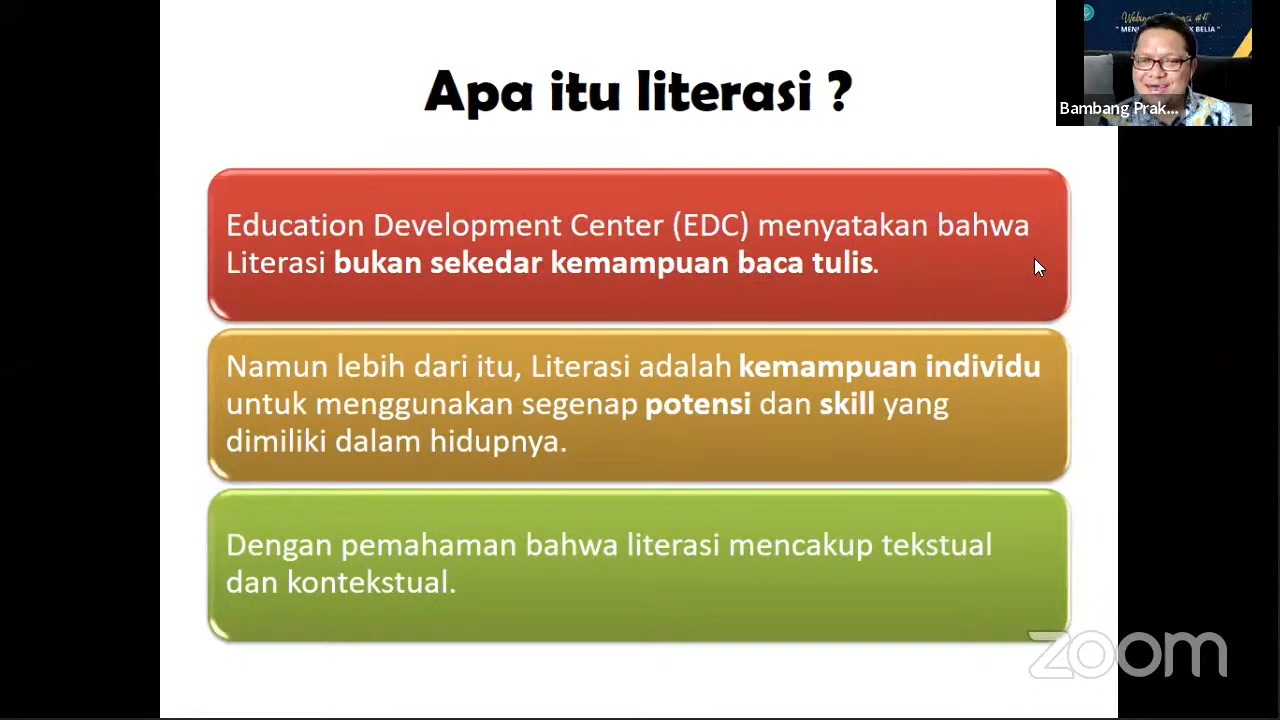 Apa itu literasi ?
Education Development Center (EDC) menyatakan bahwa
Literasi bukan sekedar kemampuan baca tulis.
Namun lebih dari itu, Literasi adalah kemampuan individu
untuk menggunakan segenap potensi dan skill yang
dimiliki dalam hidupnya.
Dengan pemahaman bahwa literasi mencakup tekstual
dan kontekstual.
#4
BELIA "
Bambang Prak...
zoom